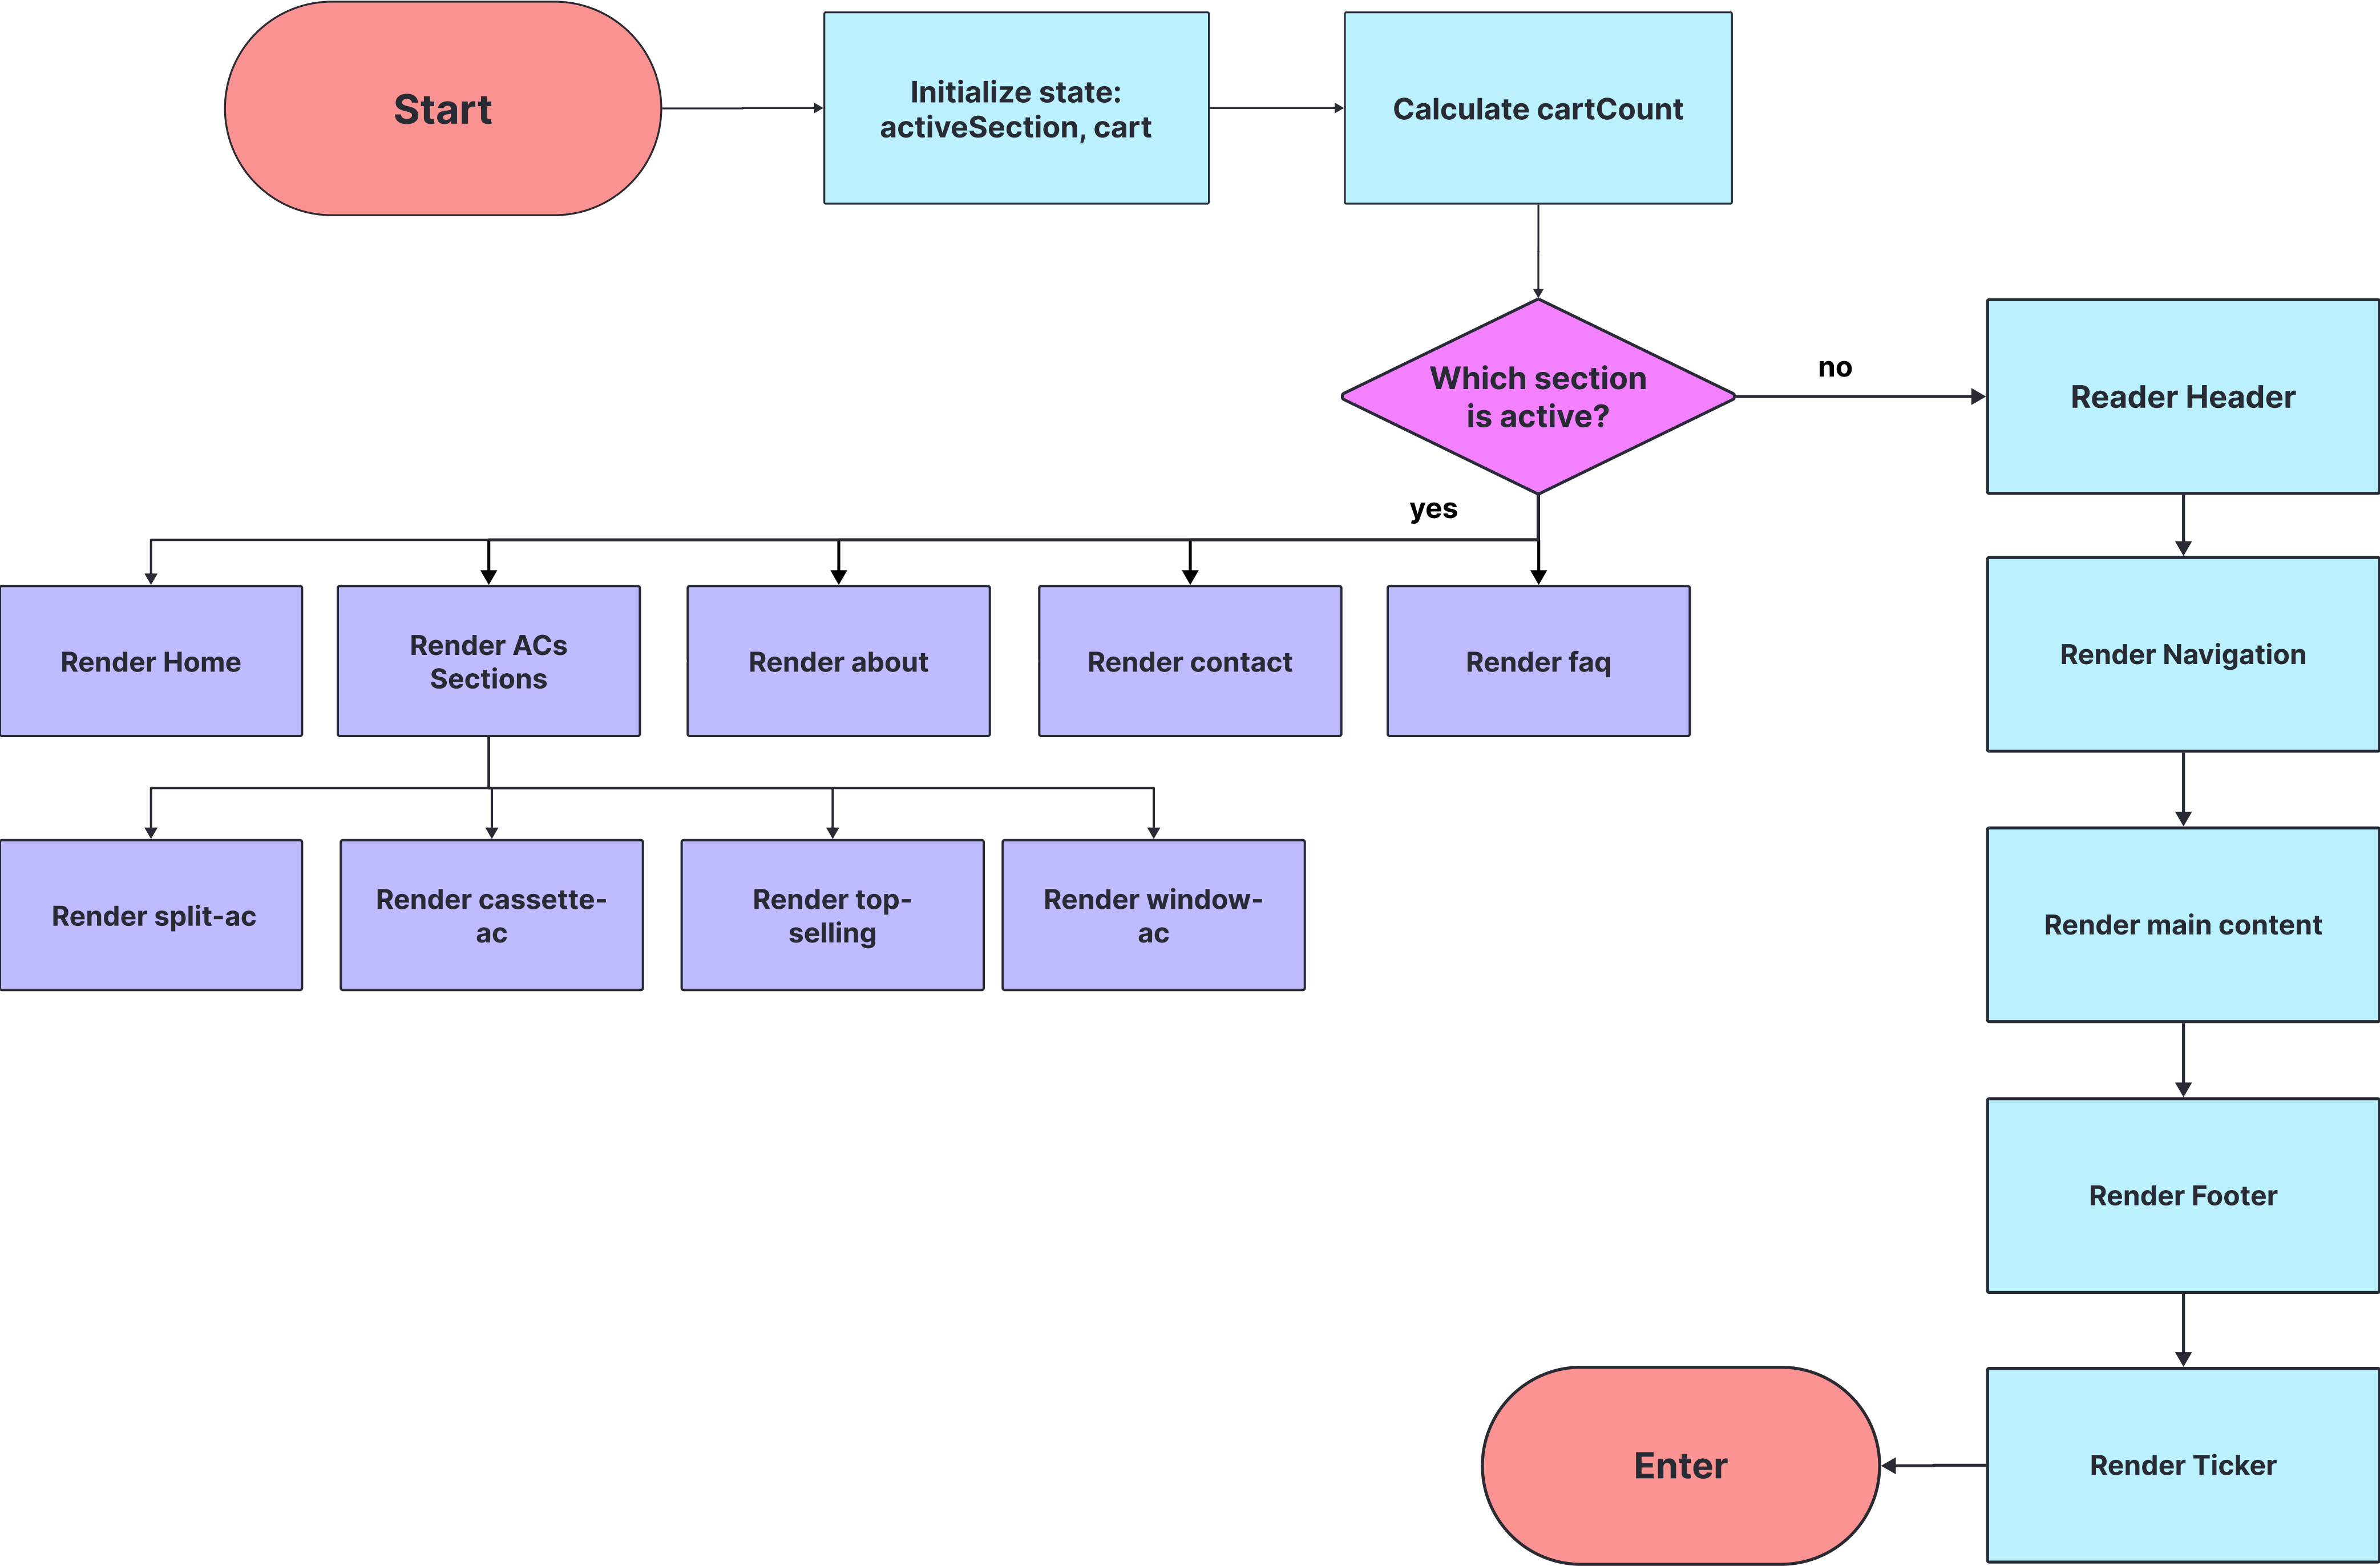 Start
Initialize state:
activeSection, cart
Calculate cartCount
Which section
is active?
no
Reader Header
yes
Render Home
Render ACs
Sections
Render about
Render contact
Render faq
Render Navigation
Render split-ac
Render cassette-
ac
Render top-
selling
Render window-
ac
Render main content
Render Footer
Enter
Render Ticker